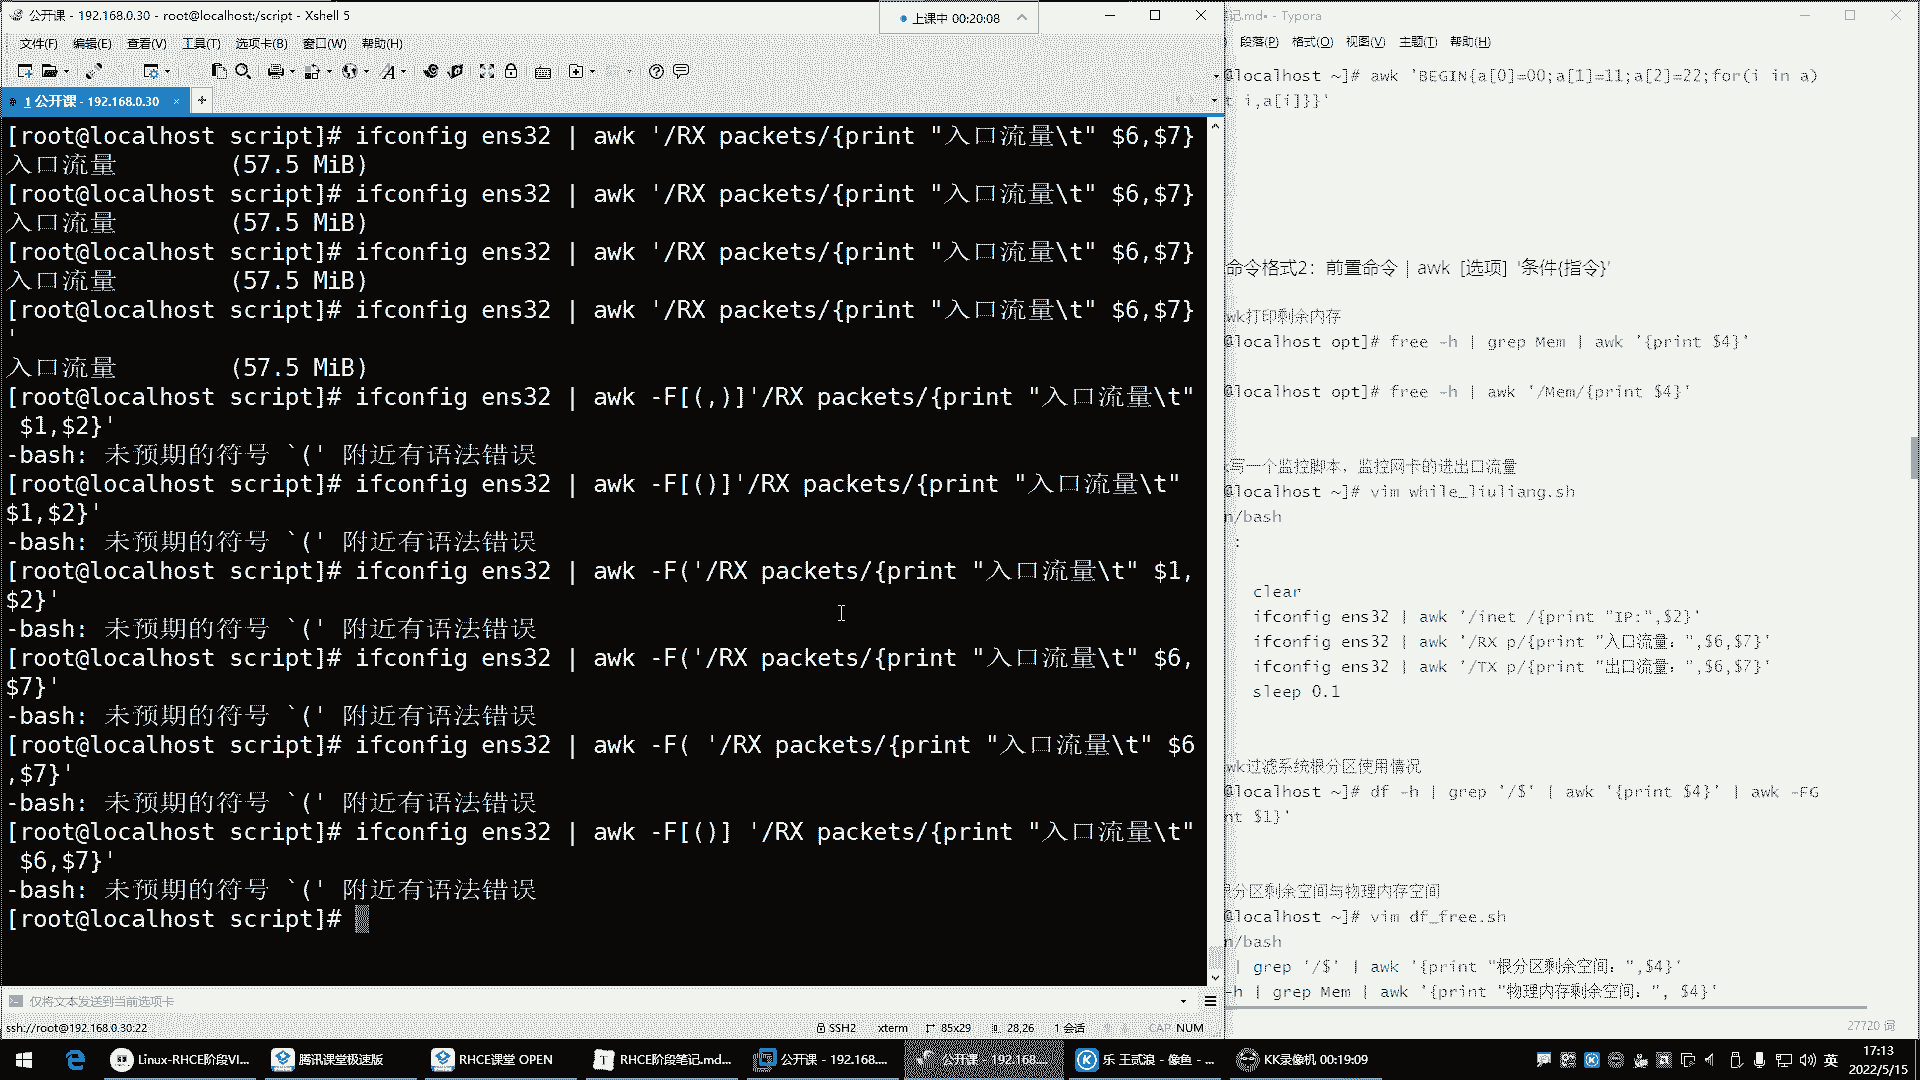 公开课 - 192.168.0.30 - root@localhost:/script - Xshell 5
上课中 00:20:08
文件(F) 编辑(E) 查看(V) 工具(T) 选项卡(B) 窗口(W) 帮助(H)
1 公开课 - 192.168.0.30 × +
[root@localhost script]# ifconfig ens32 | awk '/RX packets/{print "入口流量\t" $6,$7}
入口流量 (57.5 MiB)
[root@localhost script]# ifconfig ens32 | awk '/RX packets/{print "入口流量\t" $6,$7}
入口流量 (57.5 MiB)
[root@localhost script]# ifconfig ens32 | awk '/RX packets/{print "入口流量\t" $6,$7}
入口流量 (57.5 MiB)
[root@localhost script]# ifconfig ens32 | awk '/RX packets/{print "入口流量\t" $6,$7}
'
入口流量 (57.5 MiB)
[root@localhost script]# ifconfig ens32 | awk -F[(,)]'/RX packets/{print "入口流量\t"
$1,$2}'
-bash: 未预期的符号 `(' 附近有语法错误
[root@localhost script]# ifconfig ens32 | awk -F[()]'/RX packets/{print "入口流量\t"
$1,$2}'
-bash: 未预期的符号 `(' 附近有语法错误
[root@localhost script]# ifconfig ens32 | awk -F('/RX packets/{print "入口流量\t" $1,
$2}'
-bash: 未预期的符号 `(' 附近有语法错误
[root@localhost script]# ifconfig ens32 | awk -F('/RX packets/{print "入口流量\t" $6,
$7}'
-bash: 未预期的符号 `(' 附近有语法错误
[root@localhost script]# ifconfig ens32 | awk -F( '/RX packets/{print "入口流量\t" $6
,$7}'
-bash: 未预期的符号 `(' 附近有语法错误
[root@localhost script]# ifconfig ens32 | awk -F[()] '/RX packets/{print "入口流量\t"
$6,$7}'
-bash: 未预期的符号 `(' 附近有语法错误
[root@localhost script]#
仅将文本发送到当前选项卡
ssh://root@192.168.0.30:22 SSH2 xterm 85x29 28,26 1 会话 CAP NUM
记.md• - Typora
段落(P) 格式(O) 视图(V) 主题(T) 帮助(H)
@localhost ~]# awk 'BEGIN{a[0]=00;a[1]=11;a[2]=22;for(i in a)
t i,a[i]}}'
命令格式2：前置命令 | awk [选项] '条件{指令}'
wk打印剩余内存
@localhost opt]# free -h | grep Mem | awk '{print $4}'
@localhost opt]# free -h | awk '/Mem/{print $4}'
写一个监控脚本，监控网卡的进出口流量
@localhost ~]# vim while_liuliang.sh
n/bash
:
clear
ifconfig ens32 | awk '/inet /{print "IP:",$2}'
ifconfig ens32 | awk '/RX p/{print "入口流量：",$6,$7}'
ifconfig ens32 | awk '/TX p/{print "出口流量：",$6,$7}'
sleep 0.1
wk过滤系统根分区使用情况
@localhost ~]# df -h | grep '/$' | awk '{print $4}' | awk -FG
nt $1}'
根分区剩余空间与物理内存空间
@localhost ~]# vim df_free.sh
n/bash
| grep '/$' | awk '{print "根分区剩余空间：",$4}'
-h | grep Mem | awk '{print "物理内存剩余空间：", $4}'
27720 词
Linux-RHCE阶段VI... 腾讯课堂极速版 RHCE课堂 OPEN RHCE阶段笔记.md... 公开课 - 192.168.... 公开课 - 192.168.... 乐 王贰浪 - 像鱼 - ... KK录像机 00:19:09 英 17:13
2022/5/15